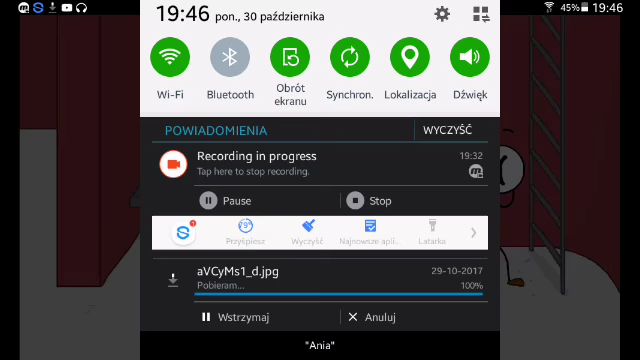 45% 19:46
19:46 pon., 30 października
Wi-Fi Bluetooth Obrót ekranu Synchron. Lokalizacja Dźwięk
POWIADOMIENIA WYCZYŚĆ
Recording in progress 19:32
Tap here to stop recording.
Pause Stop
79° Przyśpiesz Wyczyść Najnowsze apli.. Latarka
aVCyMs1_d.jpg 29-10-2017
Pobieram... 100%
Wstrzymaj Anuluj
"Ania"